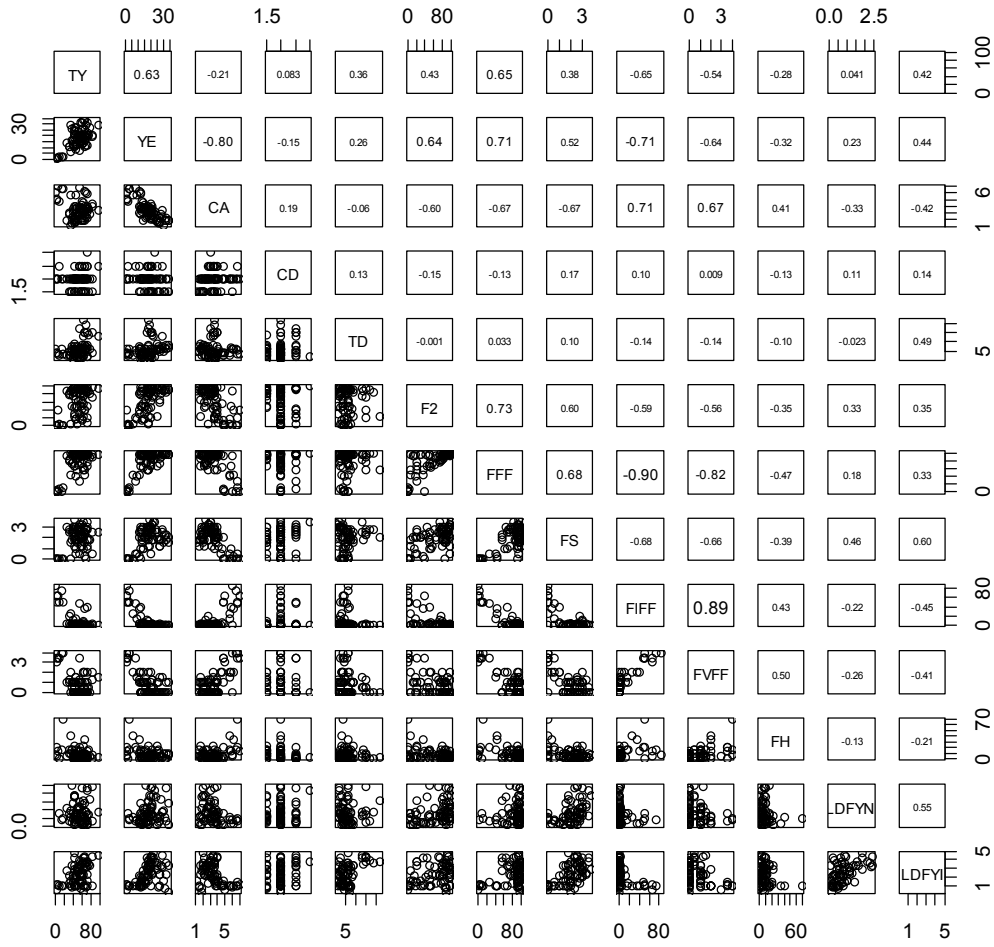 0 30 1.5 0 80 0 3 0 3 0.0 2.5
TY 0.63 -0.21 0.083 0.36 0.43 0.65 0.38 -0.65 -0.54 -0.28 0.041 0.42 0 100
0 30 YE -0.80 -0.15 0.26 0.64 0.71 0.52 -0.71 -0.64 -0.32 0.23 0.44
CA 0.19 -0.06 -0.60 -0.67 -0.67 0.71 0.67 0.41 -0.33 -0.42 1 6
1.5 CD 0.13 -0.15 -0.13 0.17 0.10 0.009 -0.13 0.11 0.14
TD -0.001 0.033 0.10 -0.14 -0.14 -0.10 -0.023 0.49 5
0 F2 0.73 0.60 -0.59 -0.56 -0.35 0.33 0.35
FFF 0.68 -0.90 -0.82 -0.47 0.18 0.33 0
0 3 FS -0.68 -0.66 -0.39 0.46 0.60
FIFF 0.89 0.43 -0.22 -0.45 0 80
0 3 FVFF 0.50 -0.26 -0.41
FH -0.13 -0.21 0 70
0.0 LDFYN 0.55
LDFYI 1 5
0 80 1 5 5 0 80 0 3 0 80 0 3 0 60 1 5